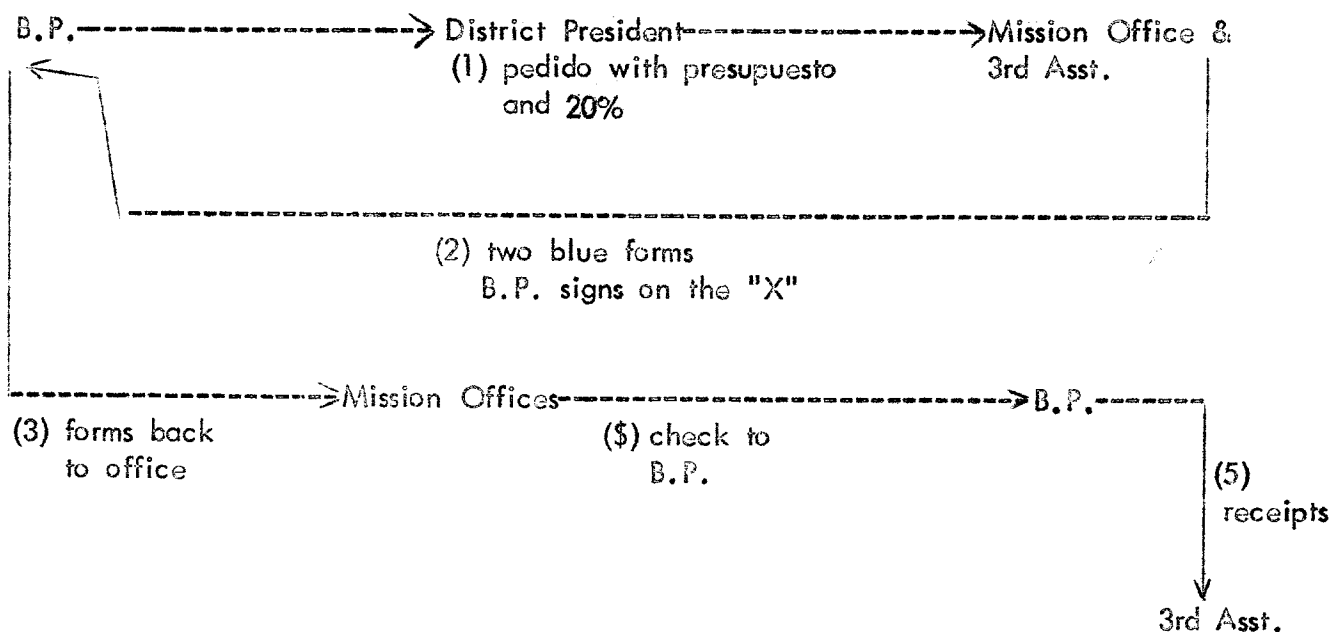 B.P. District President Mission Office &
(1) pedido with presupuesto 3rd Asst.
and 20%
(2) two blue forms
B.P. signs on the "X"
Mission Offices B.P.
(3) forms back ($) check to
to office B.P.
(5)
receipts
3rd Asst.